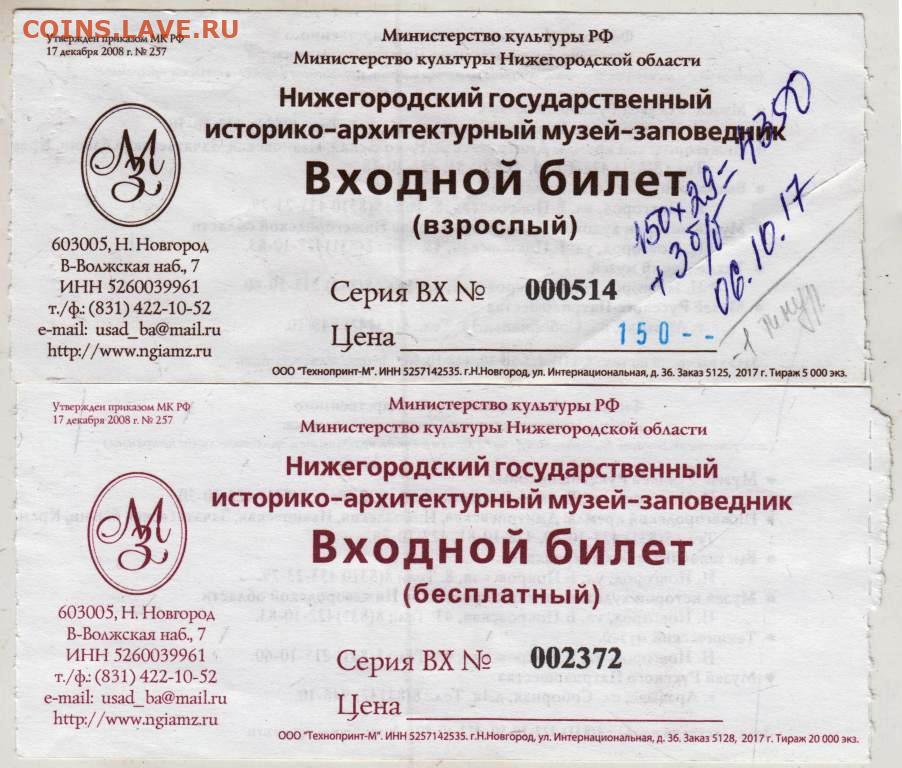 COINS.LAVE.RU
Утвержден приказом МК РФ
17 декабря 2008 г. № 257
МЗ
603005, Н. Новгород
В-Волжская наб., 7
ИНН 5260039961
т./ф.: (831) 422-10-52
e-mail: usad_ba@mail.ru
http://www.ngiamz.ru
Министерство культуры РФ
Министерство культуры Нижегородской области
Нижегородский государственный
историко-архитектурный музей-заповедник
Входной билет
(взрослый)
Серия ВХ № 000514
Цена 150--
150x29=4350
+3 б/б
06.10.17
ООО "Технопринт-М". ИНН 5257142535. г.Н.Новгород, ул. Интернациональная, д. 36. Заказ 5125, 2017 г. Тираж 5 000 экз.
Утвержден приказом МК РФ
17 декабря 2008 г. № 257
МЗ
603005, Н. Новгород
В-Волжская наб., 7
ИНН 5260039961
т./ф.: (831) 422-10-52
e-mail: usad_ba@mail.ru
http://www.ngiamz.ru
Министерство культуры РФ
Министерство культуры Нижегородской области
Нижегородский государственный
историко-архитектурный музей-заповедник
Входной билет
(бесплатный)
Серия ВХ № 002372
Цена
ООО "Технопринт-М". ИНН 5257142535. г.Н.Новгород, ул. Интернациональная, д. 36. Заказ 5128, 2017 г. Тираж 20 000 экз.